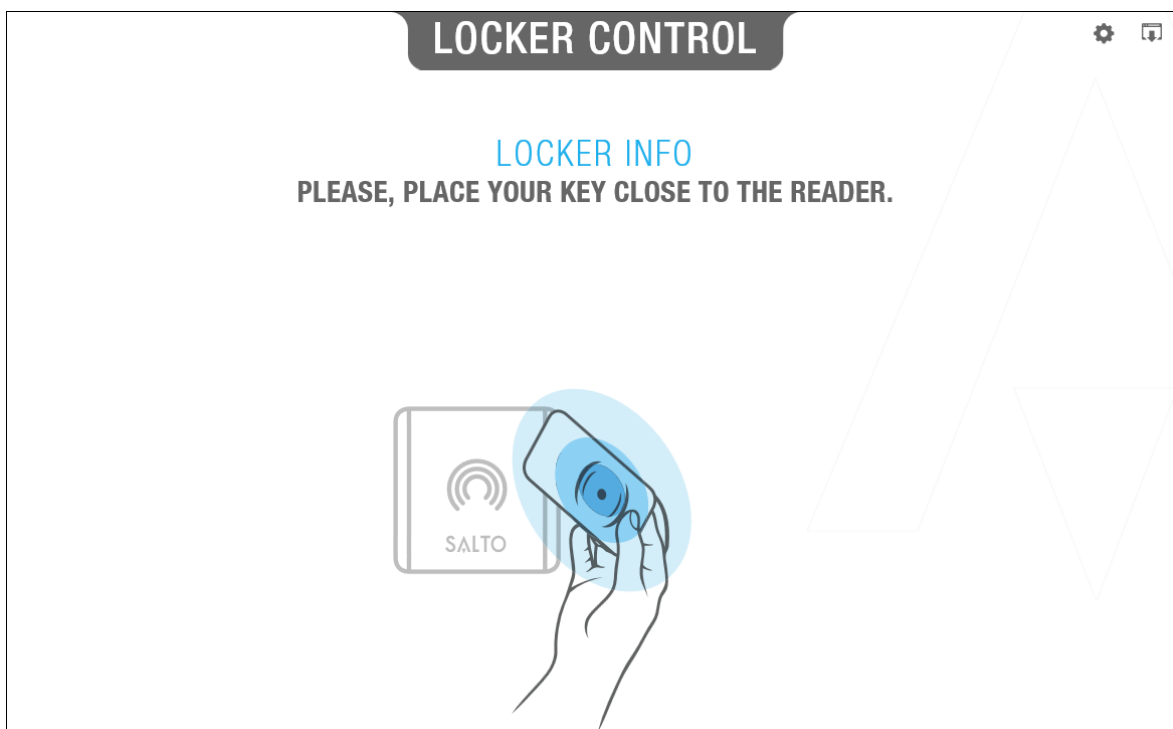 LOCKER CONTROL
LOCKER INFO
PLEASE, PLACE YOUR KEY CLOSE TO THE READER.
SALTO